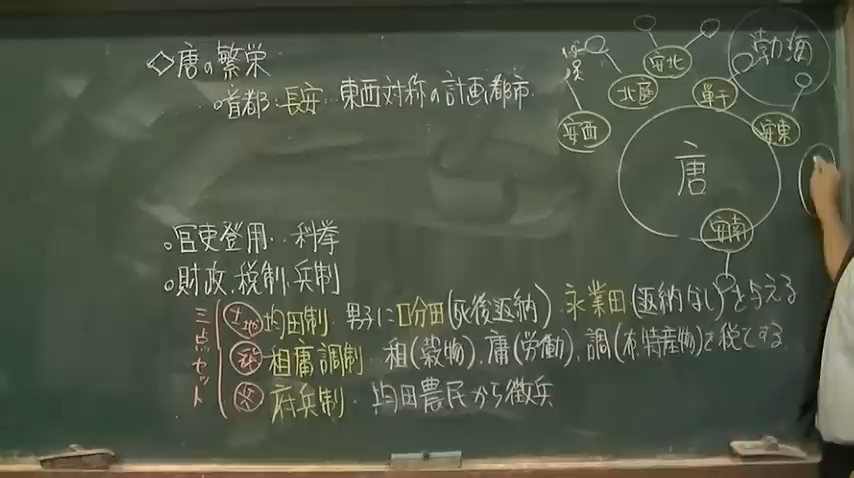 ◇唐の繁栄
○首都:長安 東西対称の計画都市
○官吏登用‥科挙
○財政、税制、兵制
三点セット
土地 均田制 男子に口分田(死後返納)、永業田(返納なし)を与える
税 租庸調制 租(穀物)、庸(労働)、調(布、特産物)を税とする
兵 府兵制 均田農民から徴兵
安西
北庭
安北
単于
勃海
安東
唐
安南